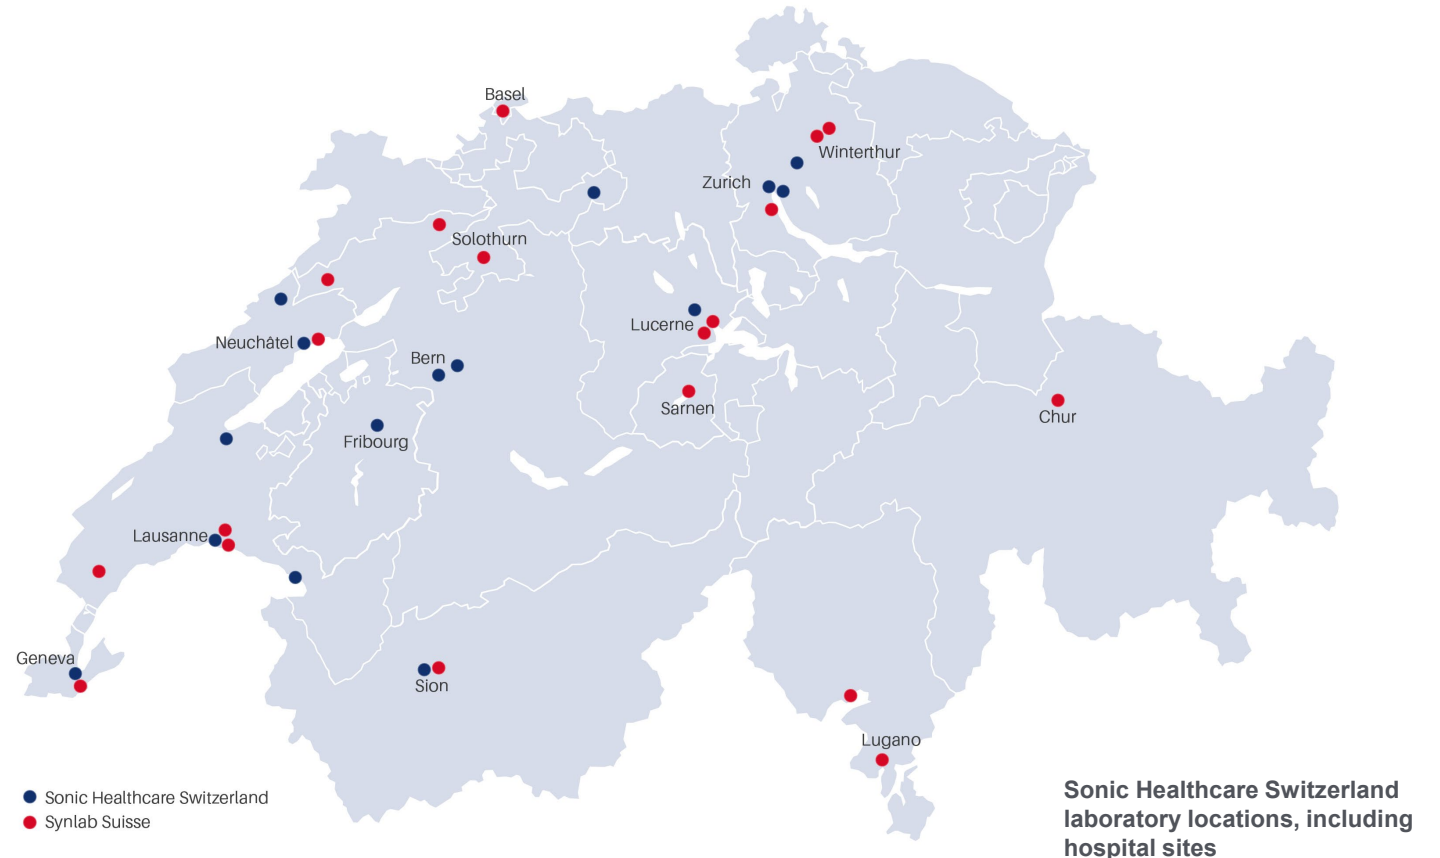 Basel
Winterthur
Zurich
Solothurn
Lucerne
Neuchâtel
Bern
Sarnen
Chur
Fribourg
Lausanne
Geneva
Sion
Lugano
Sonic Healthcare Switzerland
Synlab Suisse
Sonic Healthcare Switzerland
laboratory locations, including
hospital sites